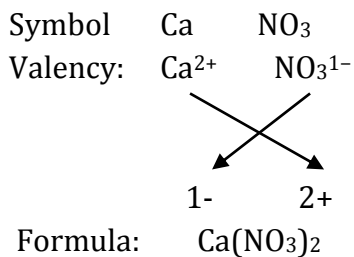 Symbol Ca NO₃
Valency: Ca²⁺ NO₃¹⁻
1- 2+
Formula: Ca(NO₃)₂